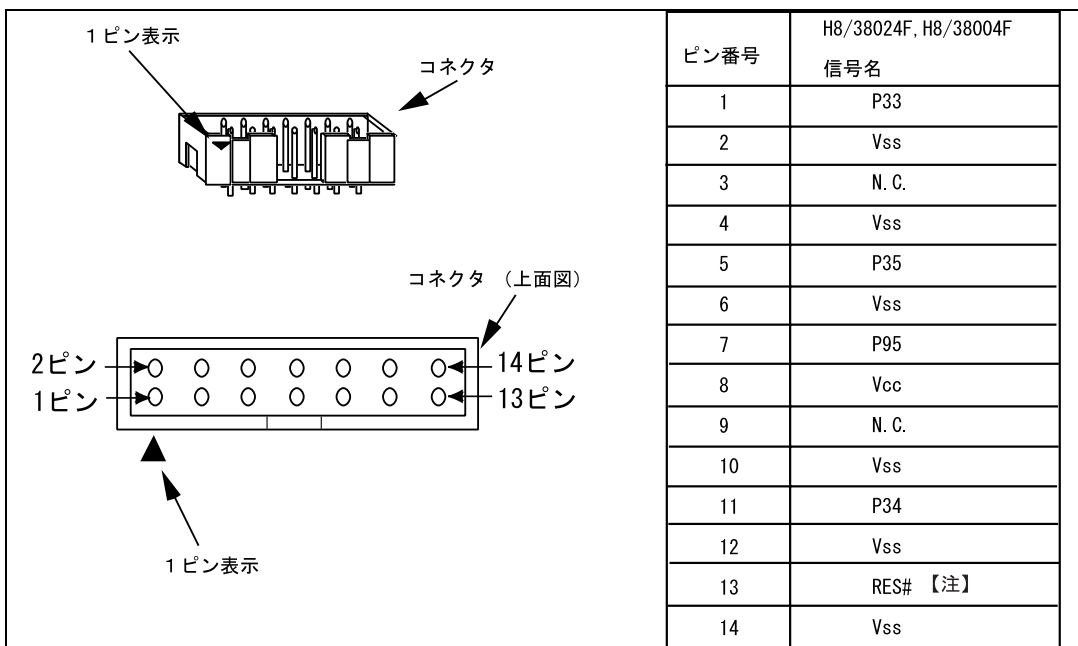 1ピン表示
コネクタ
コネクタ (上面図)
2ピン
14ピン
1ピン
13ピン
1ピン表示
ピン番号 H8/38024F, H8/38004F 信号名
1 P33
2 Vss
3 N.C.
4 Vss
5 P35
6 Vss
7 P95
8 Vcc
9 N.C.
10 Vss
11 P34
12 Vss
13 RES# 【注】
14 Vss